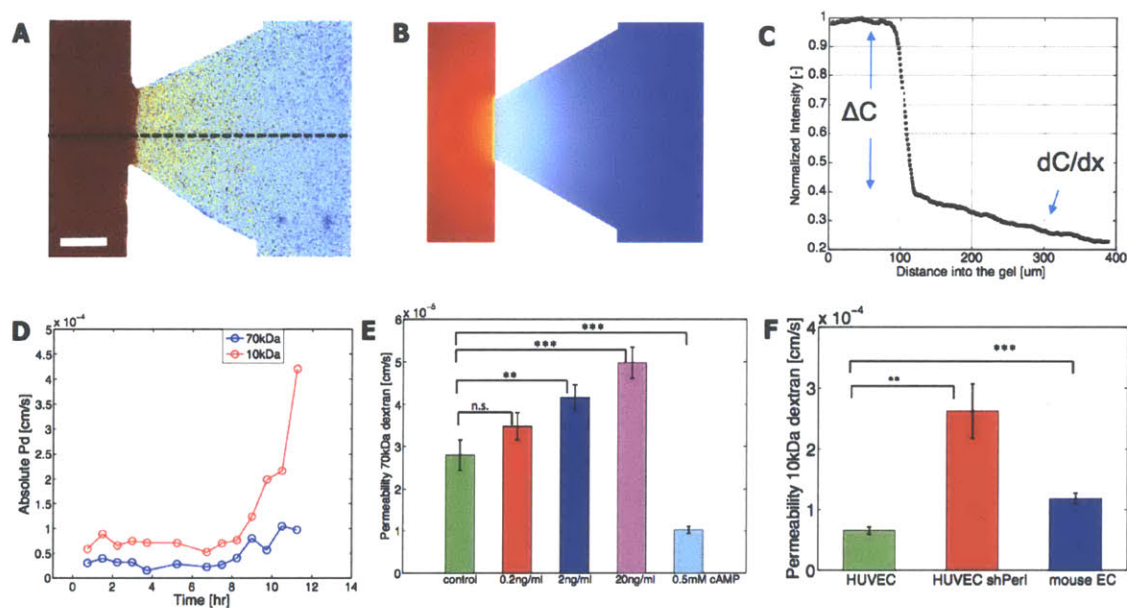 A
B
C
Normalized Intensity [-]
1
0.9
0.8
0.7
0.6
0.5
0.4
0.3
0.2
ΔC
dC/dx
0
100
200
300
400
Distance into the gel [um]
D
x 10⁻⁴
Absolute Pd [cm/s]
5
4.5
4
3.5
3
2.5
2
1.5
1
0.5
0
70kDa
10kDa
0 2 4 6 8 10 12 14
Time [hr]
E
x 10⁻⁵
Permeability 70kDa dextran [cm/s]
6
5
4
3
2
1
0
***
***
**
n.s.
control 0.2ng/ml 2ng/ml 20ng/ml 0.5mM cAMP
F
x 10⁻⁴
Permeability 10kDa dextran [cm/s]
4
3
2
1
0
***
**
HUVEC HUVEC shPerl mouse EC